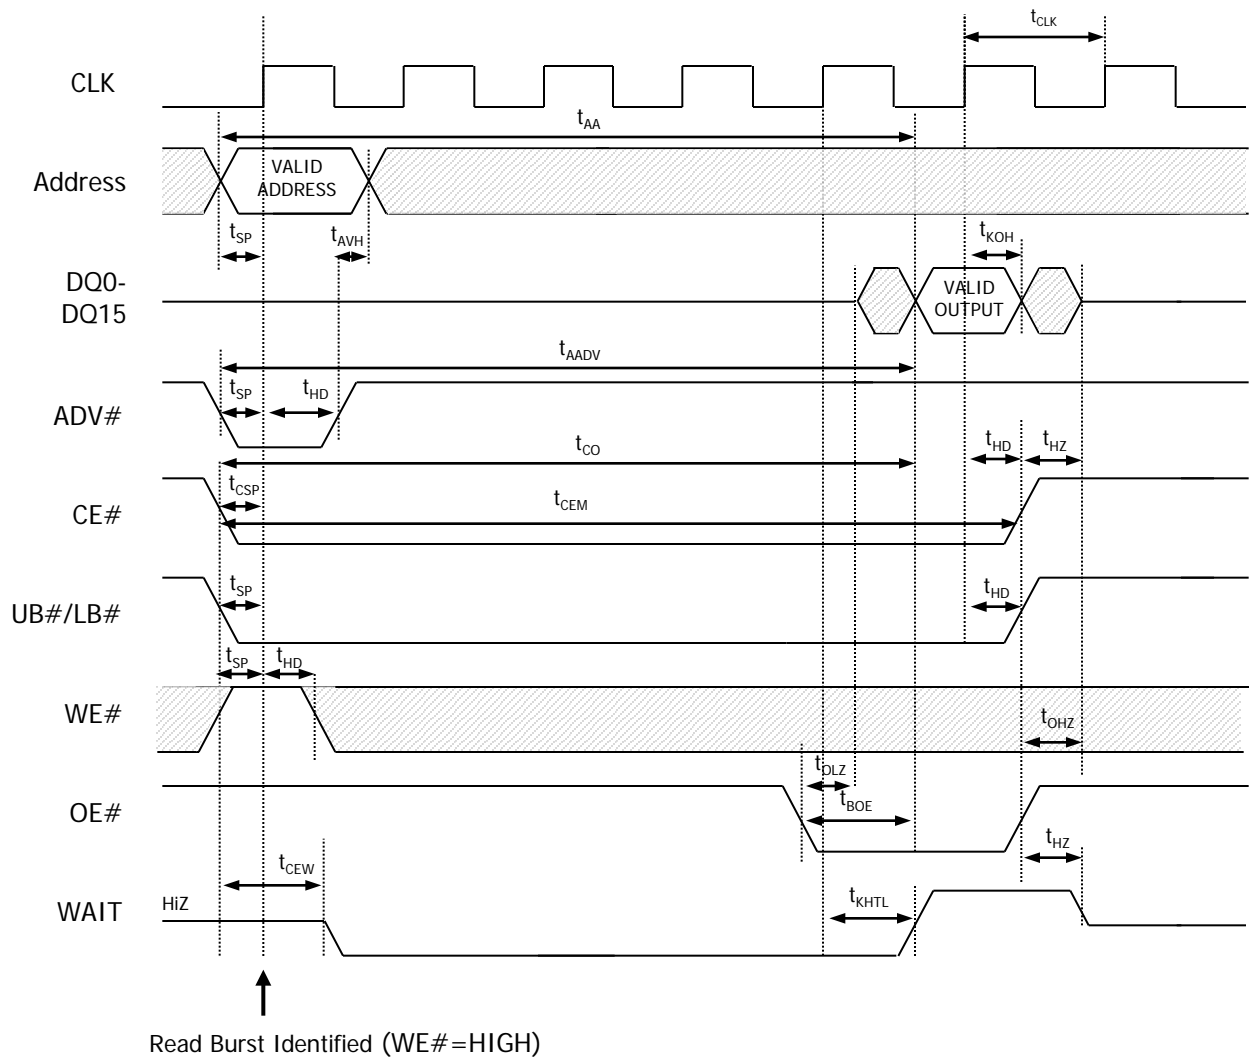 tCLK
CLK
tAA
Address
VALID
ADDRESS
tSP
tAVH
tKOH
DQ0-
DQ15
VALID
OUTPUT
tAADV
ADV#
tSP
tHD
tCO
tHD
tHZ
CE#
tCSP
tCEM
UB#/LB#
tSP
tHD
tSP
tHD
WE#
tOHZ
tOLZ
OE#
tBOE
tHZ
tCEW
WAIT
HiZ
tKHTL
Read Burst Identified (WE#=HIGH)